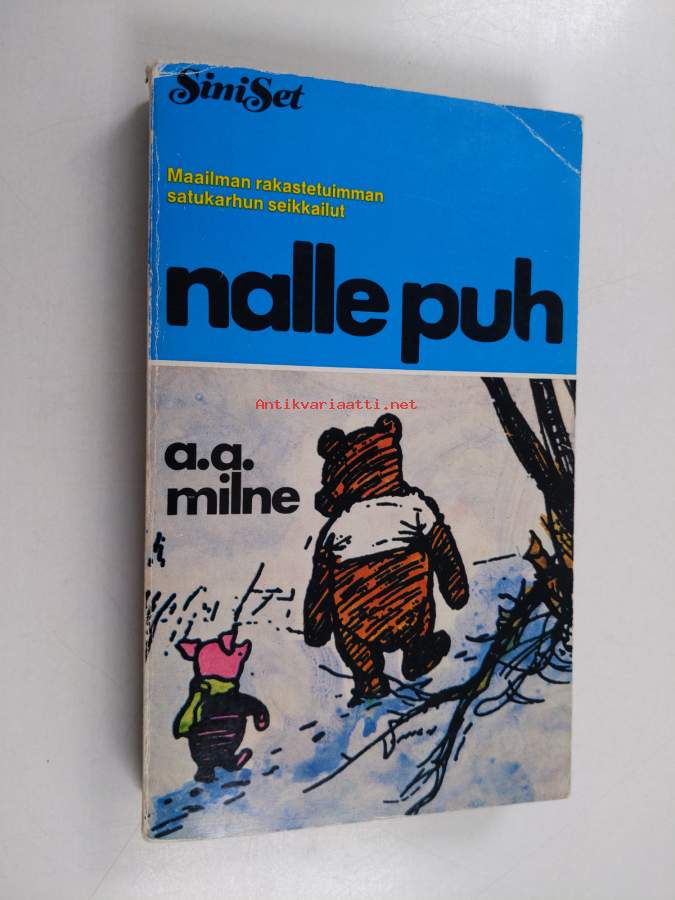 SiniSet
Maailman rakastetuimman
satukarhun seikkailut
nalle puh
Antikvariaatti.net
a.a.
milne